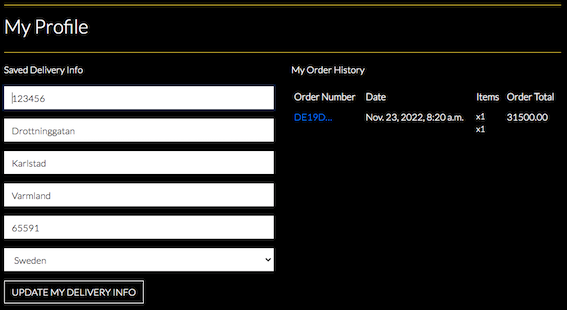 My Profile
Saved Delivery Info
123456
Drottninggatan
Karlstad
Varmland
65591
Sweden
UPDATE MY DELIVERY INFO
My Order History
Order Number Date Items Order Total
DE19D... Nov. 23, 2022, 8:20 a.m. x1 31500.00
x1